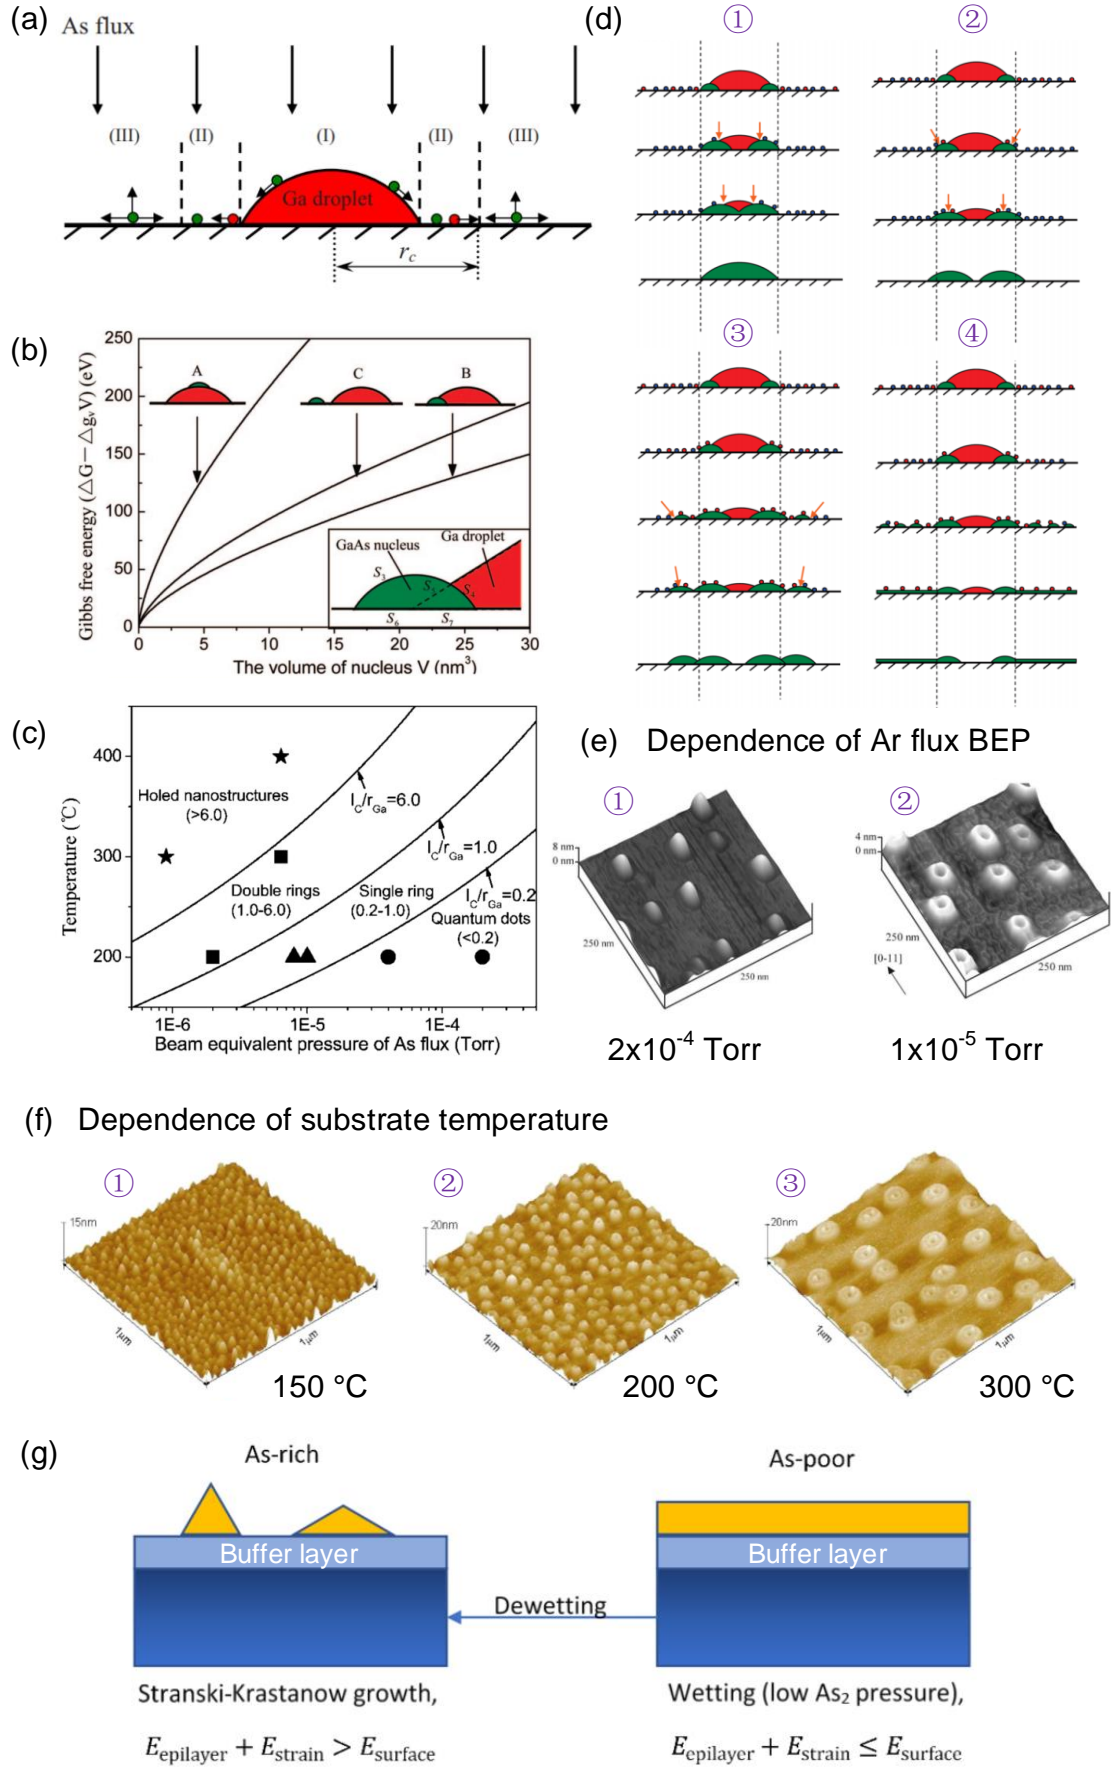 (a)
As flux
(III)
(II)
(I)
(II)
(III)
Ga droplet
r_c
(b)
Gibbs free energy (△G−△g_vV) (eV)
250
200
150
100
50
0
A
C
B
GaAs nucleus
Ga droplet
S_3
S_5
S_4
S_6
S_7
0
5
10
15
20
25
30
The volume of nucleus V (nm³)
(c)
Temperature (℃)
400
300
200
Holed nanostructures
(>6.0)
I_C/r_Ga=6.0
I_C/r_Ga=1.0
Double rings
(1.0-6.0)
Single ring
(0.2-1.0)
I_C/r_Ga=0.2
Quantum dots
(<0.2)
1E-6
1E-5
1E-4
Beam equivalent pressure of As flux (Torr)
(d)
①
②
③
④
(e) Dependence of Ar flux BEP
①
8 nm
0 nm
250 nm
250 nm
2x10⁻⁴ Torr
②
4 nm
0 nm
250 nm
[0-11]
250 nm
1x10⁻⁵ Torr
(f) Dependence of substrate temperature
①
15nm
1μm
1μm
150 °C
②
20nm
1μm
1μm
200 °C
③
20nm
1μm
1μm
300 °C
(g)
As-rich
Buffer layer
Dewetting
Stranski-Krastanow growth,
E_epilayer + E_strain > E_surface
As-poor
Buffer layer
Wetting (low As₂ pressure),
E_epilayer + E_strain ≤ E_surface